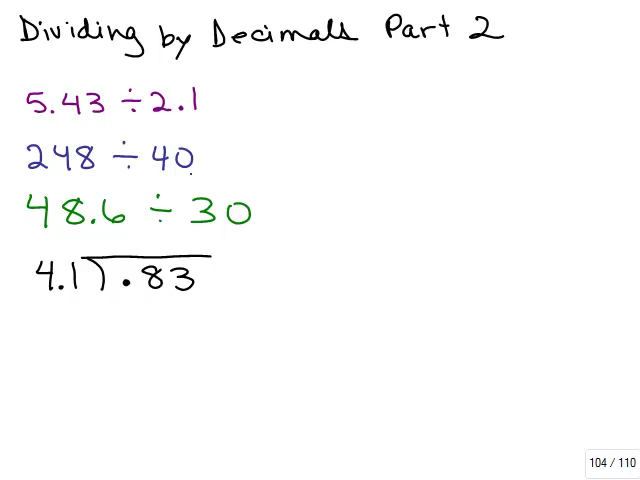 Dividing by Decimals Part 2
5.43 ÷ 2.1
248 ÷ 40
48.6 ÷ 30
4.1).83
104 / 110